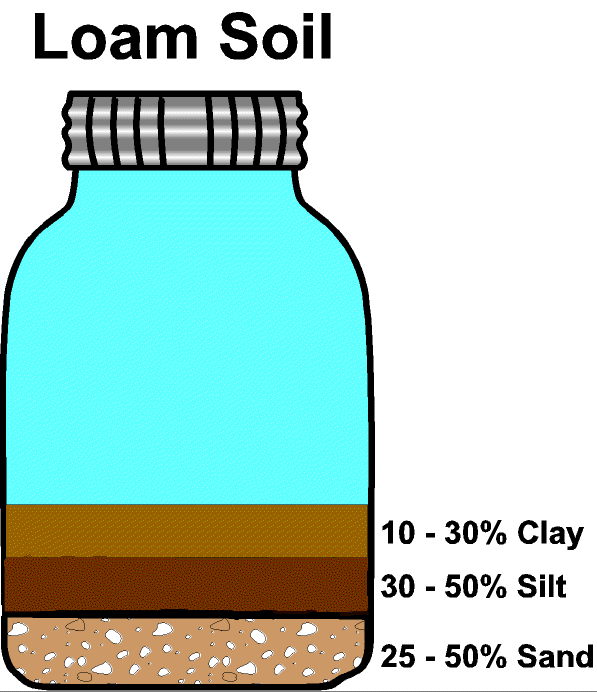 Loam Soil
10 - 30% Clay
30 - 50% Silt
25 - 50% Sand